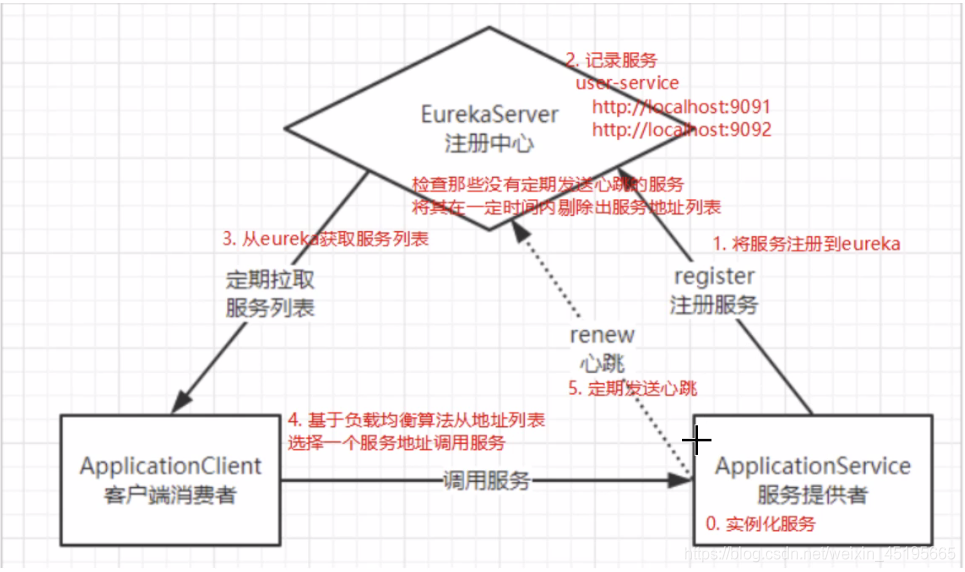 2. 记录服务
user-service
http://localhost:9091
http://localhost:9092
EurekaServer
注册中心
检查那些没有定期发送心跳的服务
将其在一定时间内剔除出服务地址列表
3. 从eureka获取服务列表
1. 将服务注册到eureka
定期拉取
服务列表
register
注册服务
renew
心跳
5. 定期发送心跳
4. 基于负载均衡算法从地址列表
选择一个服务地址调用服务
ApplicationClient
客户端消费者
调用服务
ApplicationService
服务提供者
0. 实例化服务
https://blog.csdn.net/weixin_45195665